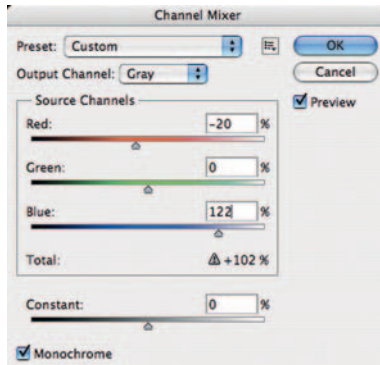 Channel Mixer
Preset: Custom
OK
Output Channel: Gray
Cancel
Source Channels
Preview
Red: -20 %
Green: 0 %
Blue: 122 %
Total: +102 %
Constant: 0 %
Monochrome